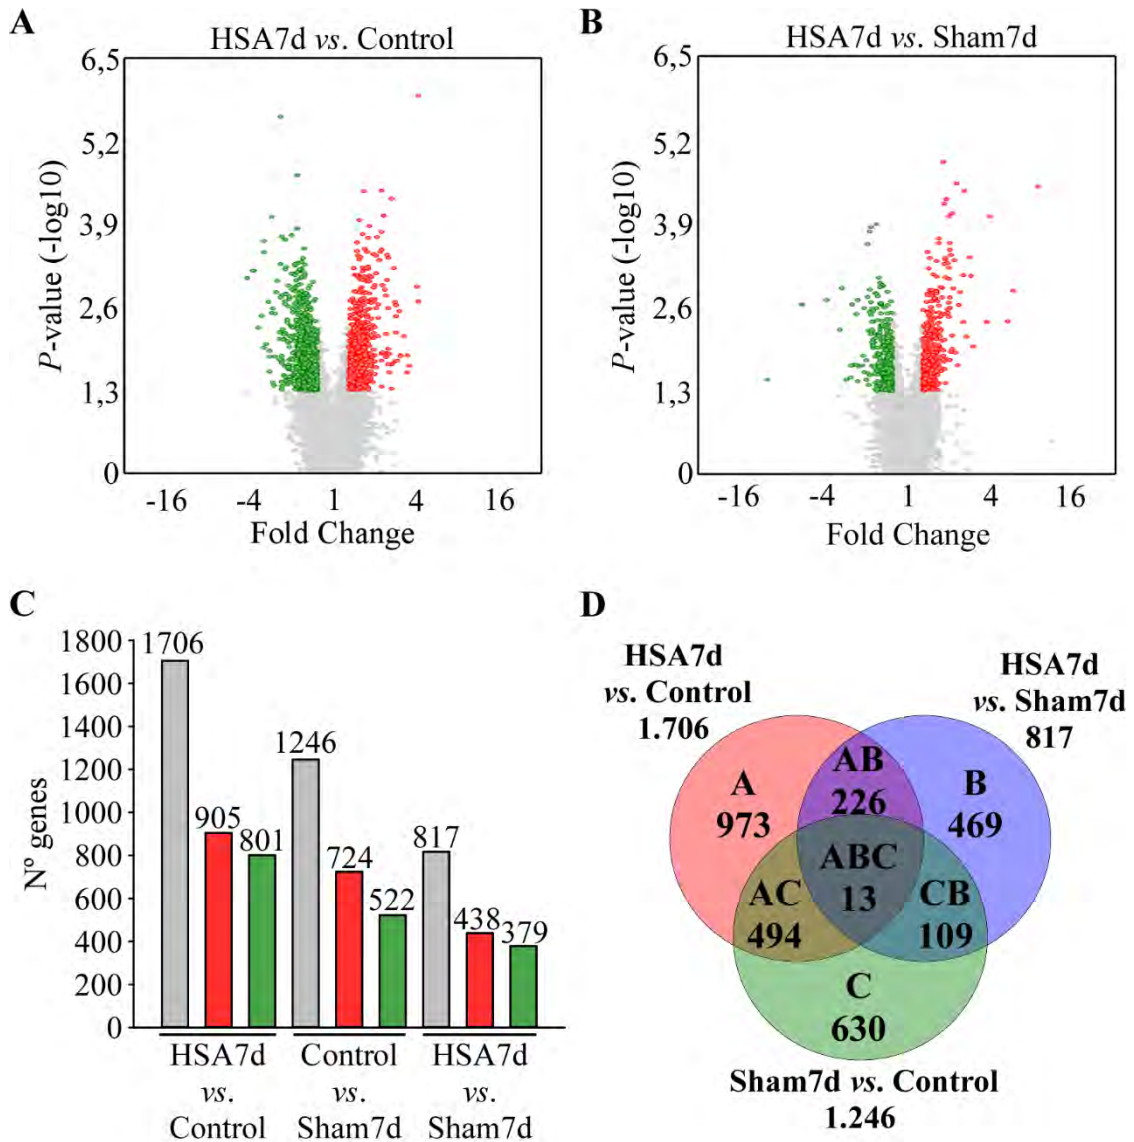 A
HSA7d vs. Control
6,5
5,2
3,9
2,6
1,3
0
P-value (-log10)
-16 -4 1 4 16
Fold Change
B
HSA7d vs. Sham7d
6,5
5,2
3,9
2,6
1,3
0
P-value (-log10)
-16 -4 1 4 16
Fold Change
C
1800
1600
1400
1200
1000
800
600
400
200
0
Nº genes
1706
905
801
1246
724
522
817
438
379
HSA7d
vs.
Control
Control
vs.
Sham7d
HSA7d
vs.
Sham7d
D
HSA7d
vs. Control
1.706
HSA7d
vs. Sham7d
817
A
973
AB
226
B
469
ABC
13
AC
494
CB
109
C
630
Sham7d vs. Control
1.246